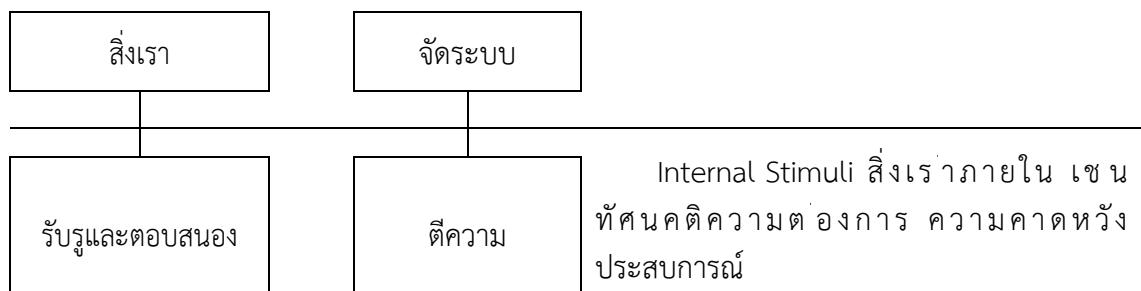 สิ่งเรา
จัดระบบ
รับรูและตอบสนอง
ตีความ
Internal Stimuli สิ่งเร่าภายใน เชน
ทัศนคติความต่องการ ความคาดหวัง
ประสบการณ์